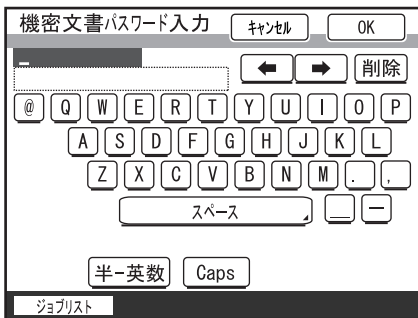 機密文書パスワード入力 キャンセル OK
_
← → 削除
@ Q W E R T Y U I O P
A S D F G H J K L
Z X C V B N M . ,
スペース _ ー
半-英数 Caps
ジョブリスト